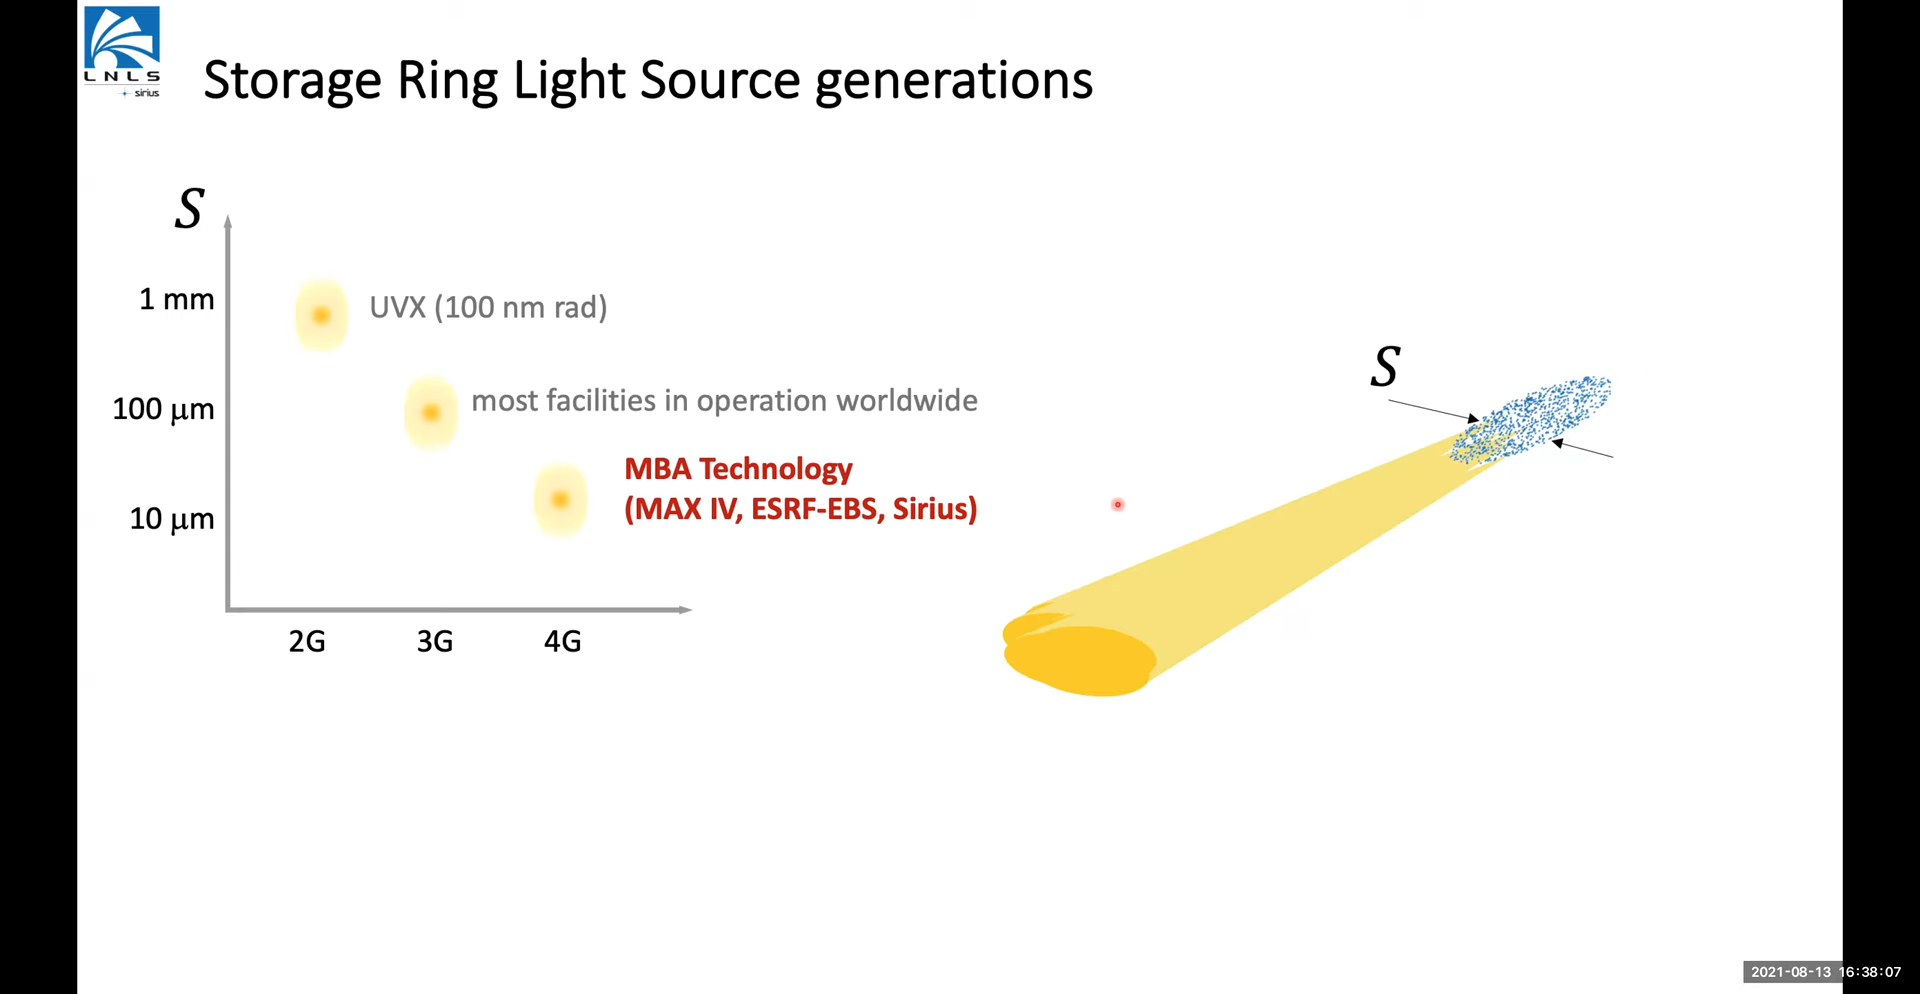 LNLS
sirius
Storage Ring Light Source generations
S
1 mm
UVX (100 nm rad)
100 μm
most facilities in operation worldwide
MBA Technology
(MAX IV, ESRF-EBS, Sirius)
10 μm
2G 3G 4G
S
2021-08-13 16:38:07